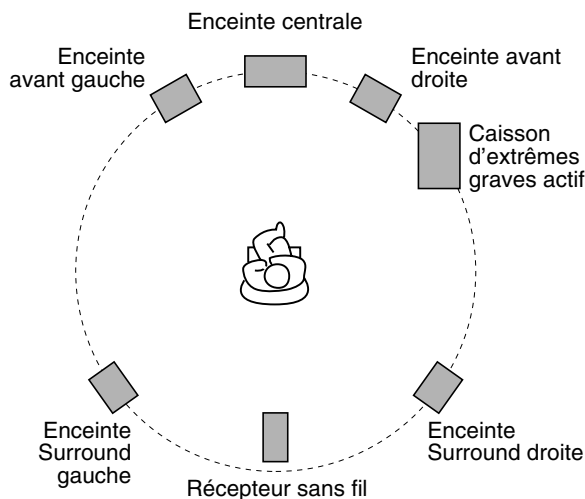 Enceinte centrale
Enceinte
avant gauche
Enceinte avant
droite
Caisson
d'extrêmes
graves actif
Enceinte
Surround
gauche
Récepteur sans fil
Enceinte
Surround droite